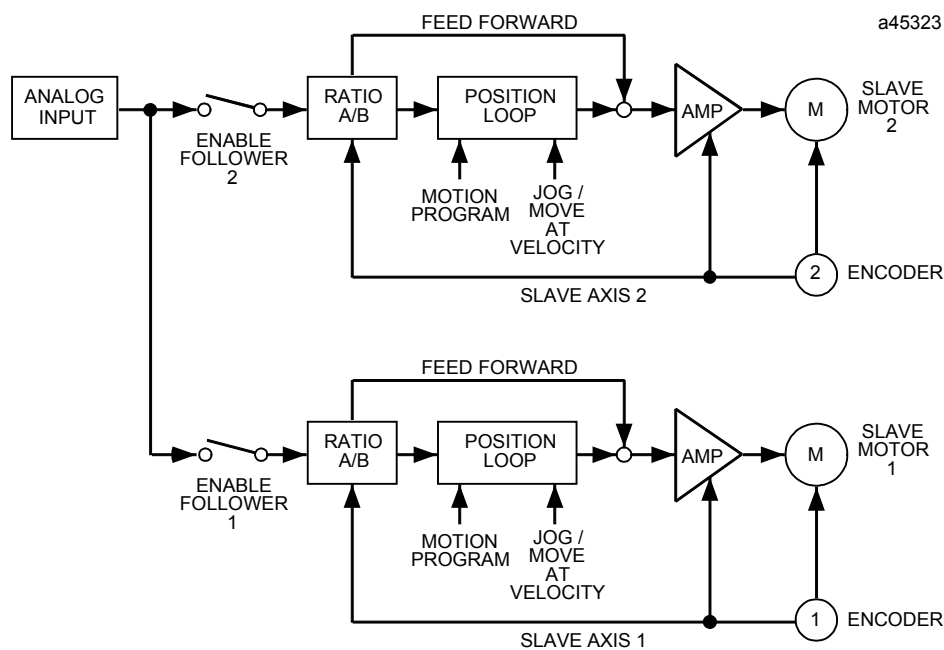 a45323
FEED FORWARD
ANALOG
INPUT
ENABLE
FOLLOWER
2
RATIO
A/B
POSITION
LOOP
MOTION
PROGRAM
JOG /
MOVE
AT
VELOCITY
AMP
M
SLAVE
MOTOR
2
2
ENCODER
SLAVE AXIS 2
FEED FORWARD
ENABLE
FOLLOWER
1
RATIO
A/B
POSITION
LOOP
MOTION
PROGRAM
JOG /
MOVE
AT
VELOCITY
AMP
M
SLAVE
MOTOR
1
1
ENCODER
SLAVE AXIS 1